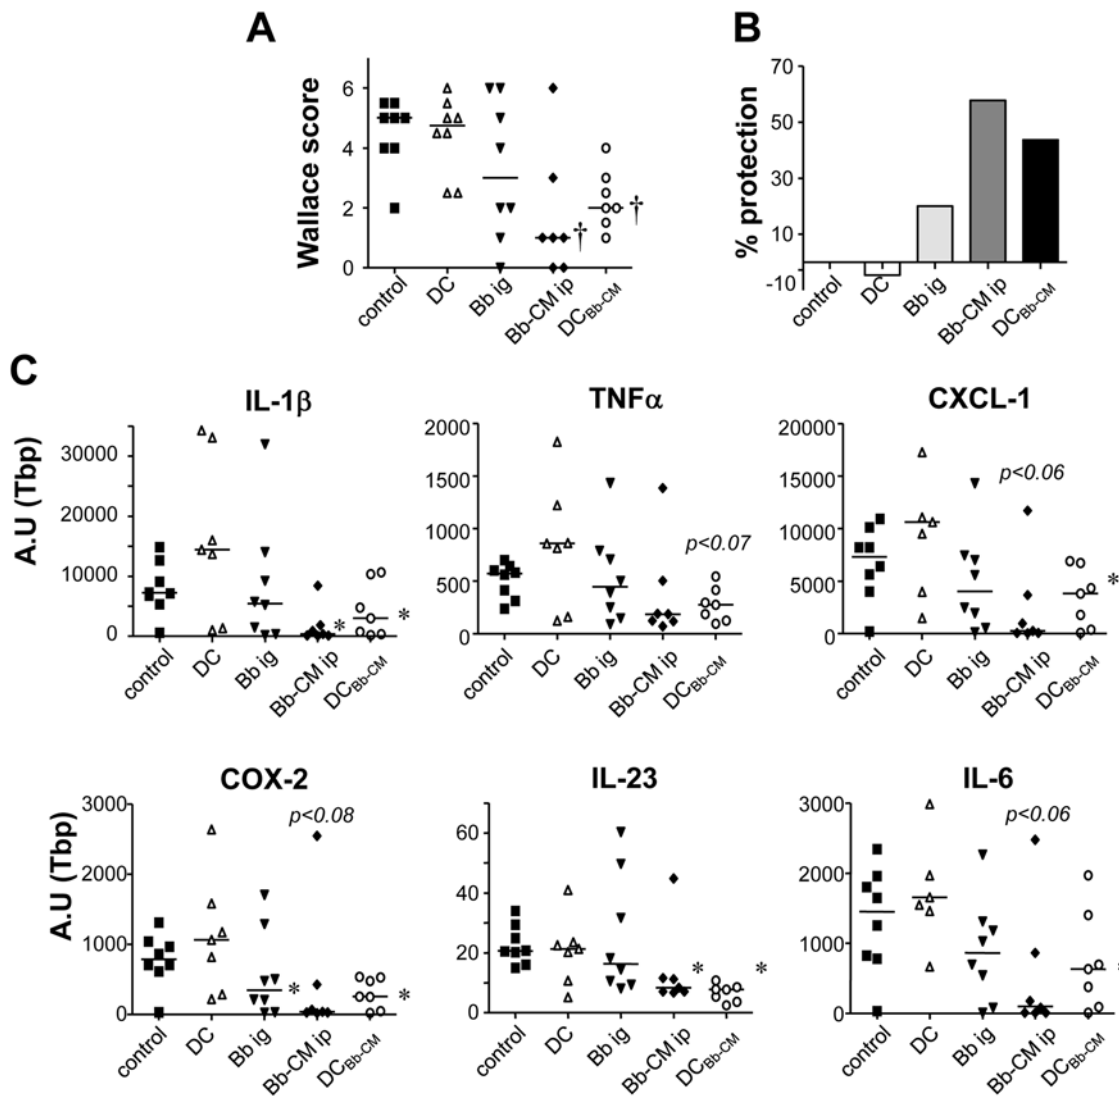 A
Wallace score
6
4
2
0
control
DC
Bb ig
Bb-CM ip
DCBb-CM
†
†
B
% protection
70
50
30
10
-10
control
DC
Bb ig
Bb-CM ip
DCBb-CM
C
IL-1β
A.U (Tbp)
30000
20000
10000
0
*
*
control
DC
Bb ig
Bb-CM ip
DCBb-CM
TNFα
2000
1500
1000
500
0
p<0.07
control
DC
Bb ig
Bb-CM ip
DCBb-CM
CXCL-1
20000
15000
10000
5000
0
p<0.06
*
control
DC
Bb ig
Bb-CM ip
DCBb-CM
COX-2
A.U (Tbp)
3000
2000
1000
0
p<0.08
*
*
control
DC
Bb ig
Bb-CM ip
DCBb-CM
IL-23
60
40
20
0
*
*
control
DC
Bb ig
Bb-CM ip
DCBb-CM
IL-6
3000
2000
1000
0
p<0.06
*
control
DC
Bb ig
Bb-CM ip
DCBb-CM